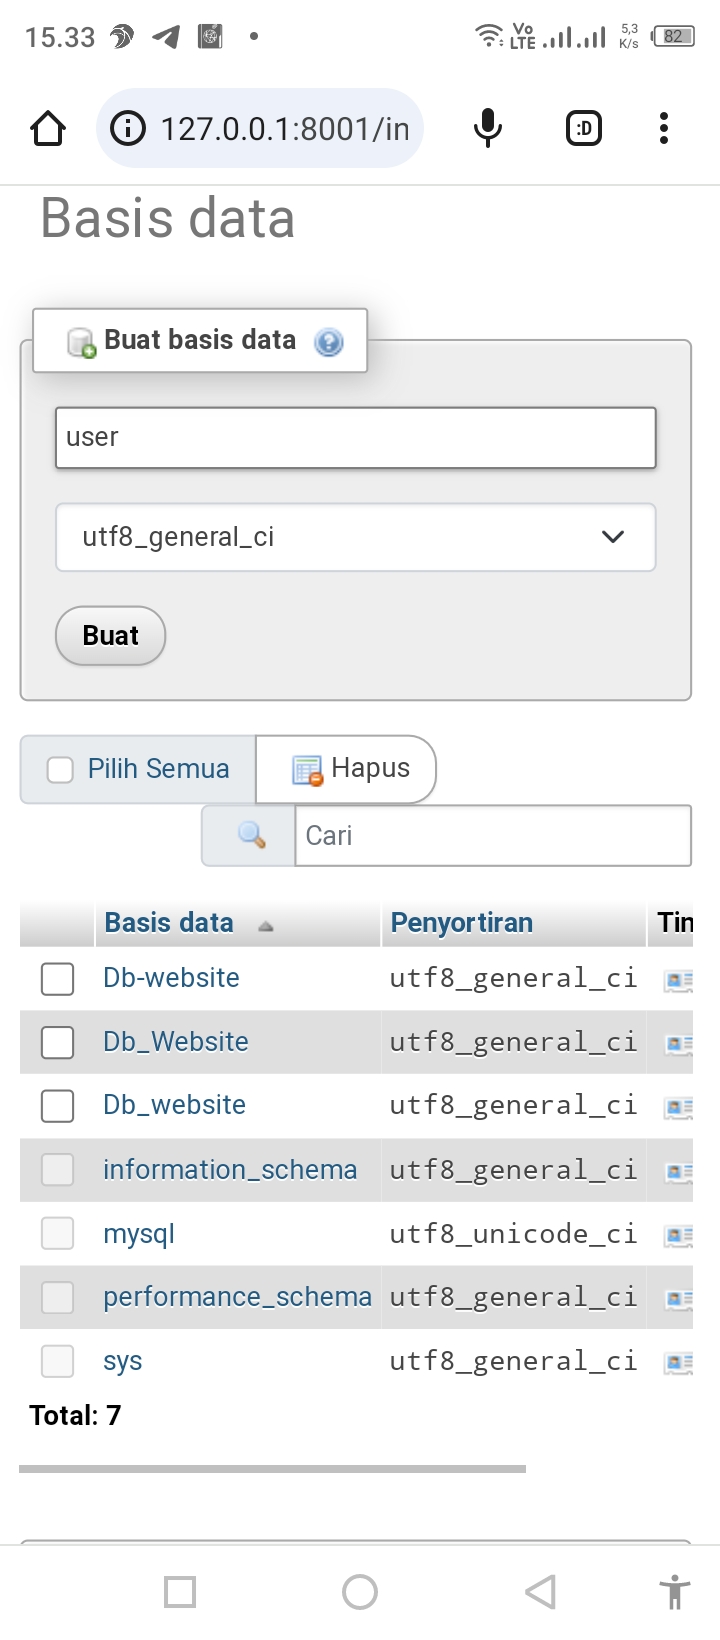 15.33 Vo LTE 5,3 K/s 82
127.0.0.1:8001/in :D
Basis data
Buat basis data
user
utf8_general_ci
Buat
Pilih Semua Hapus
Cari
Basis data Penyortiran Tin
Db-website utf8_general_ci
Db_Website utf8_general_ci
Db_website utf8_general_ci
information_schema utf8_general_ci
mysql utf8_unicode_ci
performance_schema utf8_general_ci
sys utf8_general_ci
Total: 7